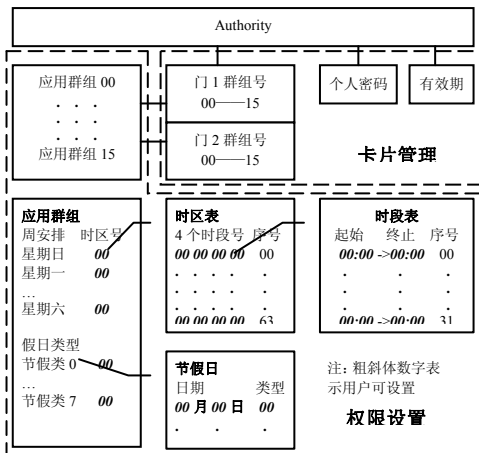 Authority
应用群组 00
. . .
. . .
应用群组 15
门 1 群组号
00——15
门 2 群组号
00——15
个人密码
有效期
卡片管理
应用群组
周安排 时区号
星期日 00
星期一 00
...
星期六 00
假日类型
节假类 0 00
...
节假类 7 00
时区表
4 个时段号 序号
00 00 00 00 00
. . . . .
. . . . .
00 00 00 00 63
时段表
起始 终止 序号
00:00 ->00:00 00
. . .
. . .
00:00 ->00:00 31
节假日
日期 类型
00 月 00 日 00
. . .
注: 粗斜体数字表
示用户可设置
权限设置